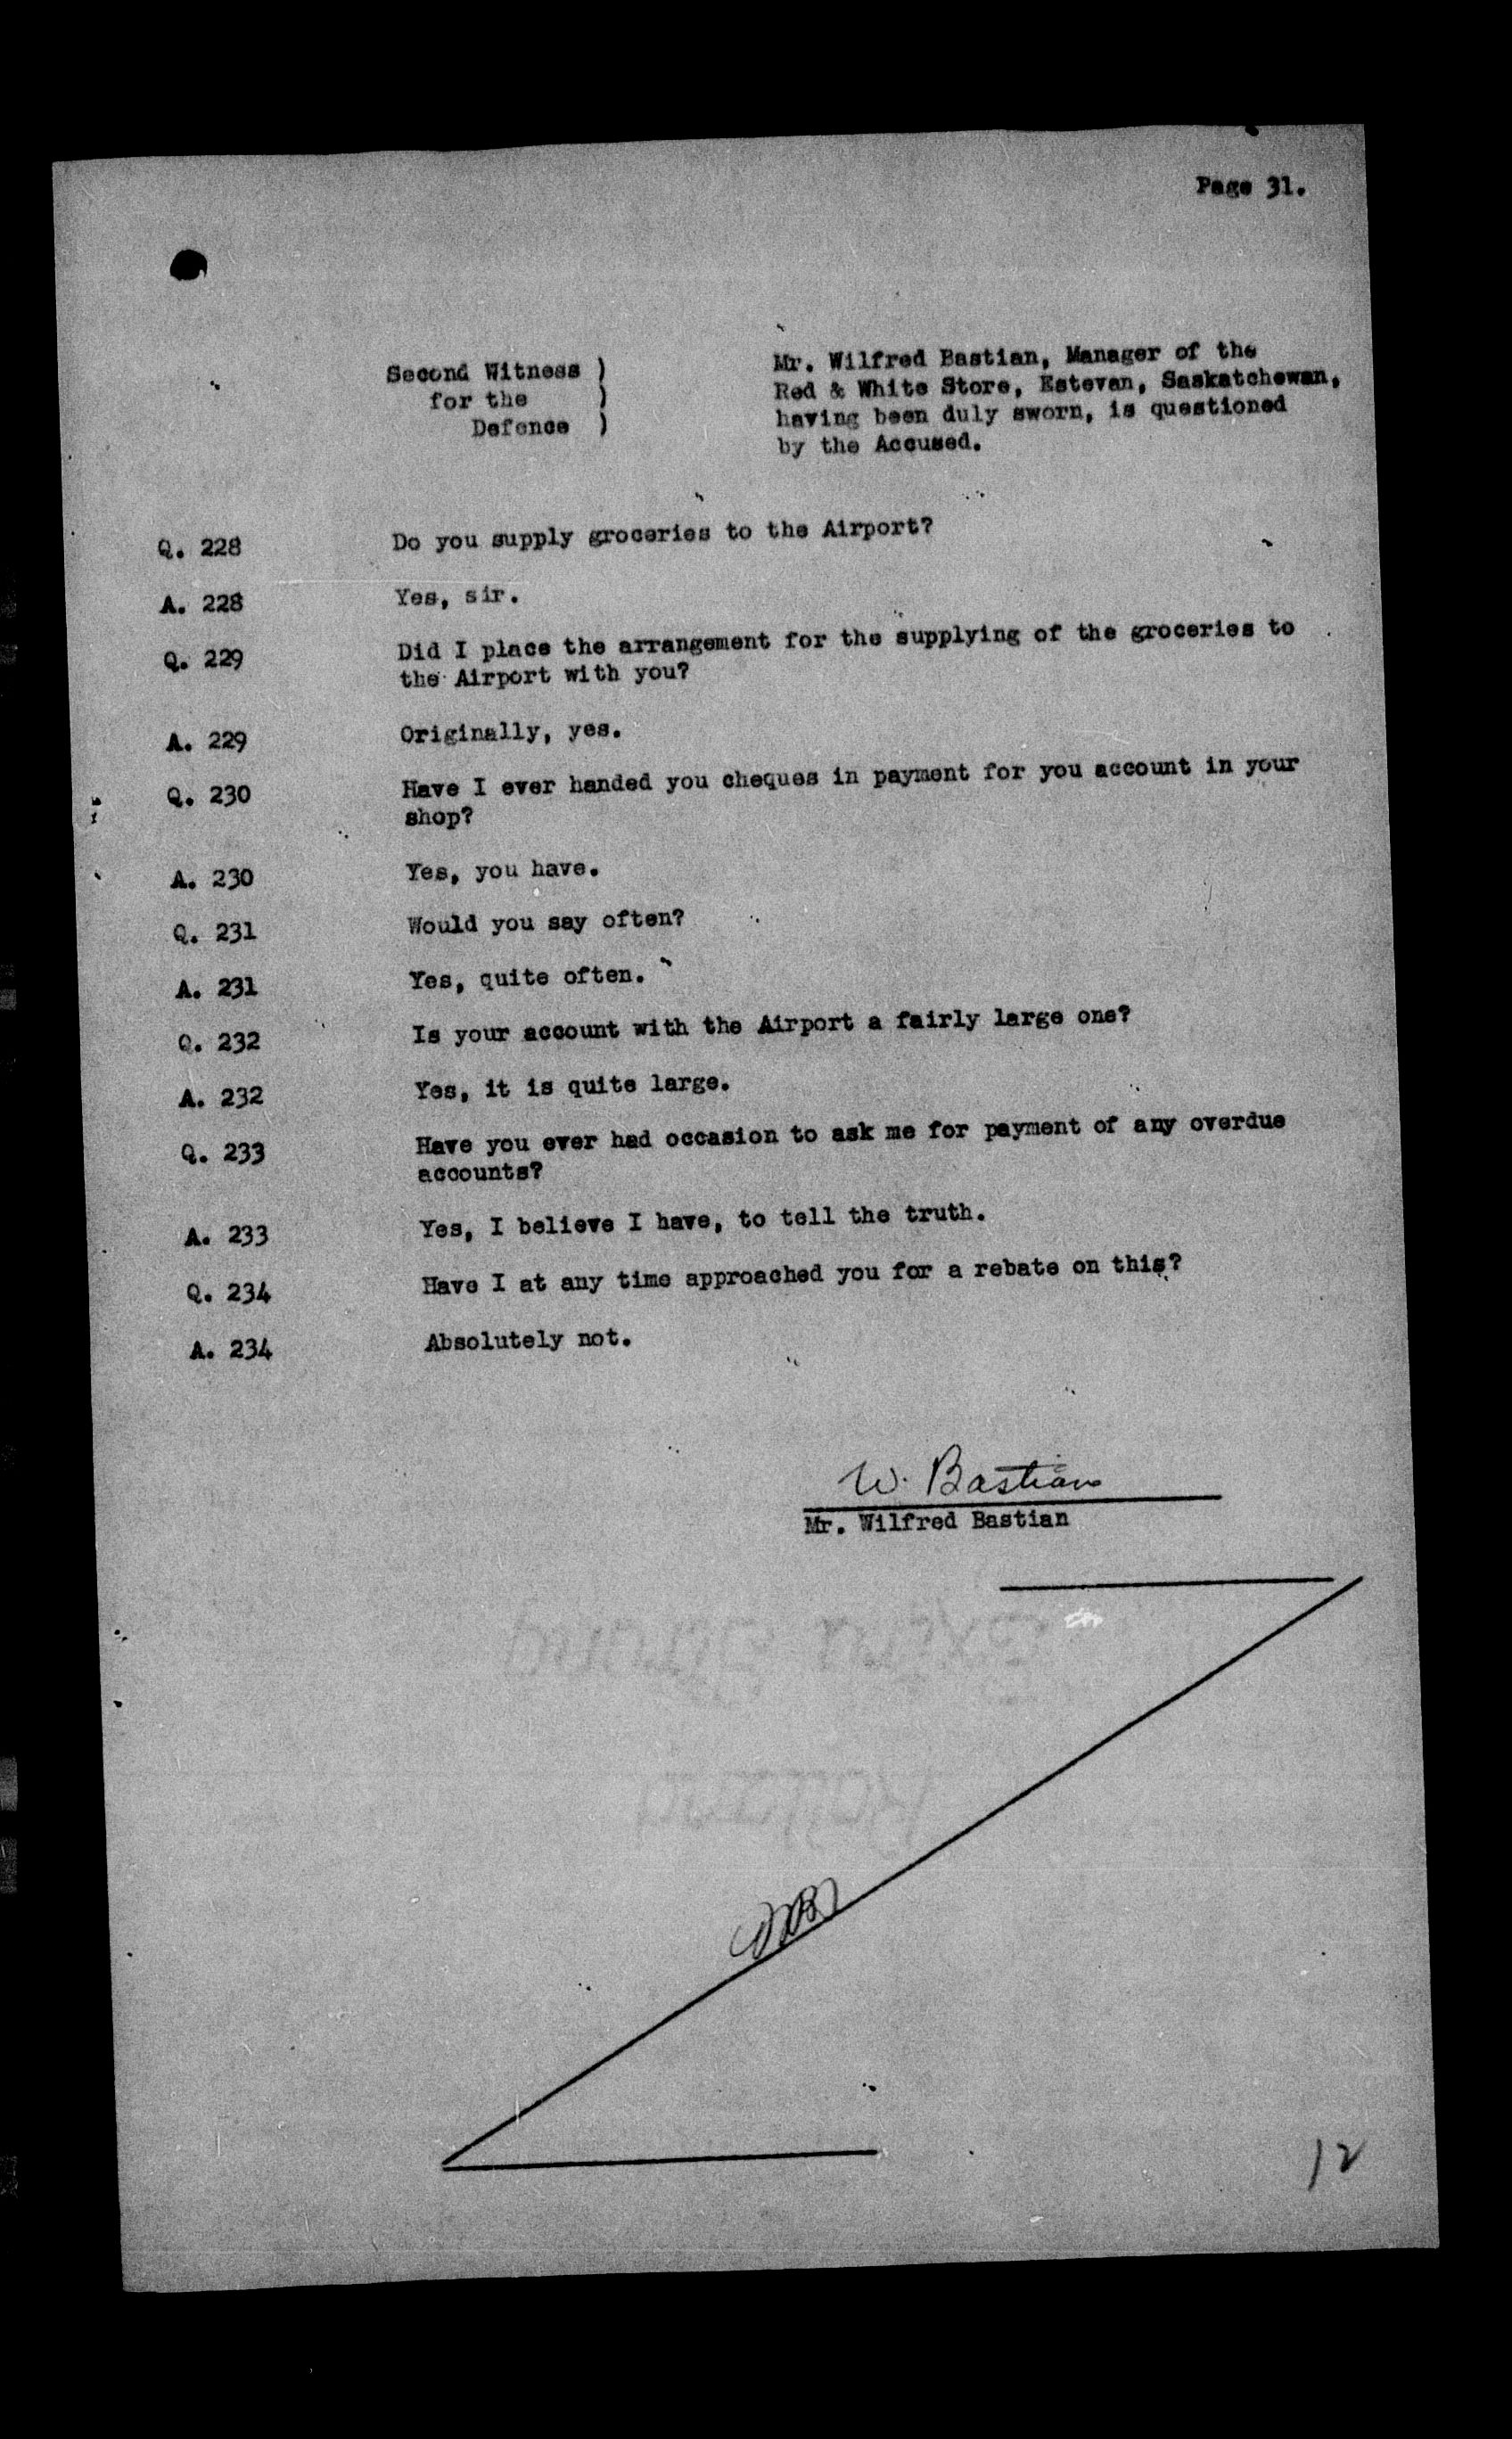 Page 31.
Second Witness )
for the )
Defence )
Mr. Wilfred Bastian, Manager of the
Red & White Store, Estevan, Saskatchewan,
having been duly sworn, is questioned
by the Accused.
Q. 228 Do you supply groceries to the Airport?
A. 228 Yes, sir.
Q. 229 Did I place the arrangement for the supplying of the groceries to
the Airport with you?
A. 229 Originally, yes.
Q. 230 Have I ever handed you cheques in payment for you account in your
shop?
A. 230 Yes, you have.
Q. 231 Would you say often?
A. 231 Yes, quite often.
Q. 232 Is your account with the Airport a fairly large one?
A. 232 Yes, it is quite large.
Q. 233 Have you ever had occasion to ask me for payment of any overdue
accounts?
A. 233 Yes, I believe I have, to tell the truth.
Q. 234 Have I at any time approached you for a rebate on this?
A. 234 Absolutely not.
W. Bastian
Mr. Wilfred Bastian
12